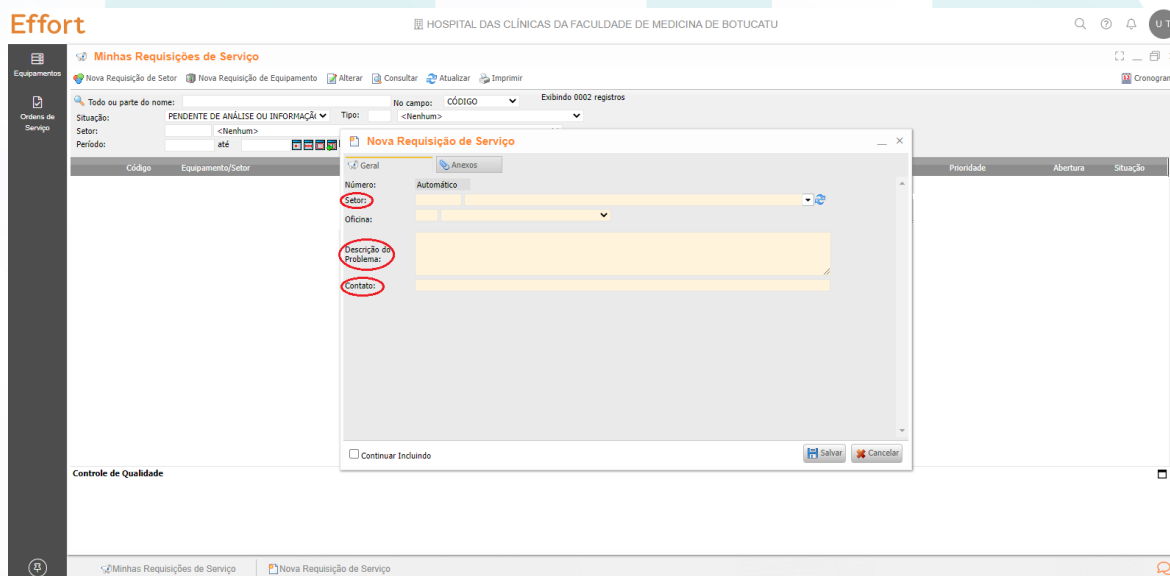 Effort
HOSPITAL DAS CLÍNICAS DA FACULDADE DE MEDICINA DE BOTUCATU
U T
Equipamentos
Ordens de
Serviço
Minhas Requisições de Serviço
Nova Requisição de Setor Nova Requisição de Equipamento Alterar Consultar Atualizar Imprimir
Cronogram
Todo ou parte do nome: No campo: CÓDIGO Exibindo 0002 registros
Situação: PENDENTE DE ANÁLISE OU INFORMAÇÃ Tipo: <Nenhum>
Setor: <Nenhum>
Período: até
Código Equipamento/Setor Prioridade Abertura Situação
Nova Requisição de Serviço
Geral Anexos
Número: Automático
Setor:
Oficina:
Descrição do
Problema:
Contato:
Continuar Incluindo Salvar Cancelar
Controle de Qualidade
Minhas Requisições de Serviço Nova Requisição de Serviço